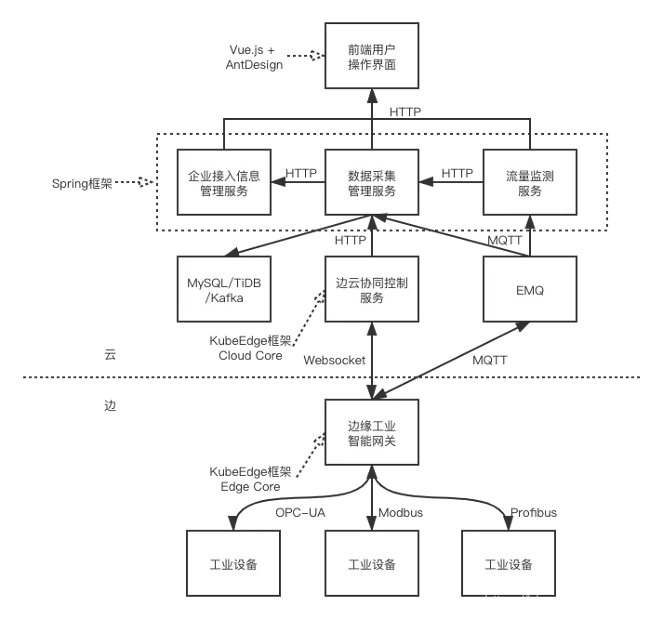 Vue.js +
AntDesign
前端用户
操作界面
HTTP
Spring框架
企业接入信息
管理服务
HTTP
数据采集
管理服务
HTTP
流量监测
服务
HTTP
MQTT
MySQL/TiDB
/Kafka
边云协同控制
服务
EMQ
KubeEdge框架
Cloud Core
云
Websocket
MQTT
边
边缘工业
智能网关
KubeEdge框架
Edge Core
OPC-UA
Modbus
Profibus
工业设备
工业设备
工业设备